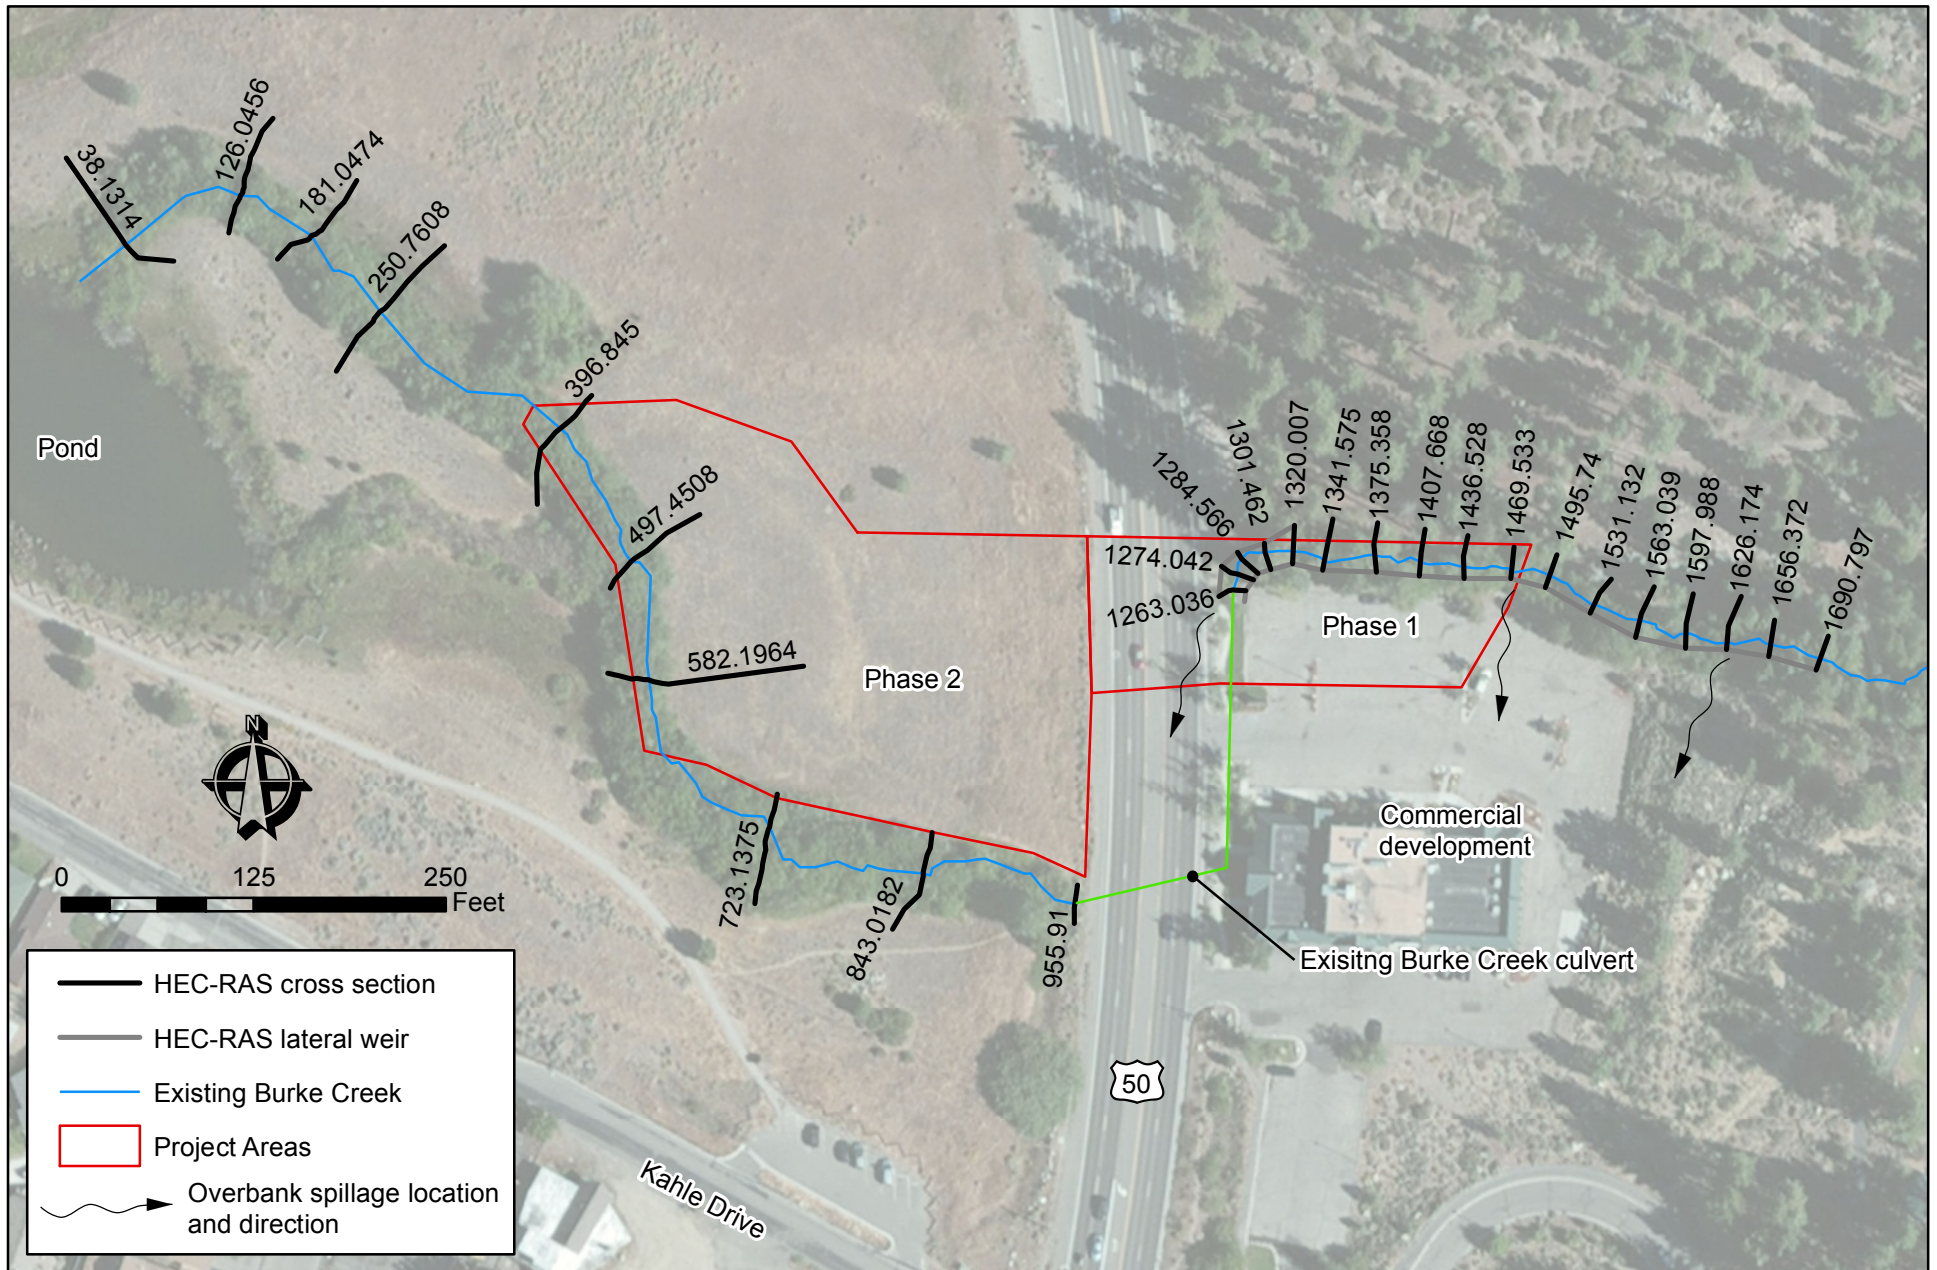 38.1314
126.0456
181.0474
250.7608
396.845
497.4508
582.1964
723.1375
843.0182
955.91
1263.036
1274.042
1284.566
1301.462
1320.007
1341.575
1375.358
1407.668
1436.528
1469.533
1495.74
1531.132
1563.039
1597.988
1626.174
1656.372
1690.797
Pond
Phase 1
Phase 2
Commercial
development
Exisitng Burke Creek culvert
50
Kahle Drive
N
0 125 250
Feet
HEC-RAS cross section
HEC-RAS lateral weir
Existing Burke Creek
Project Areas
Overbank spillage location
and direction